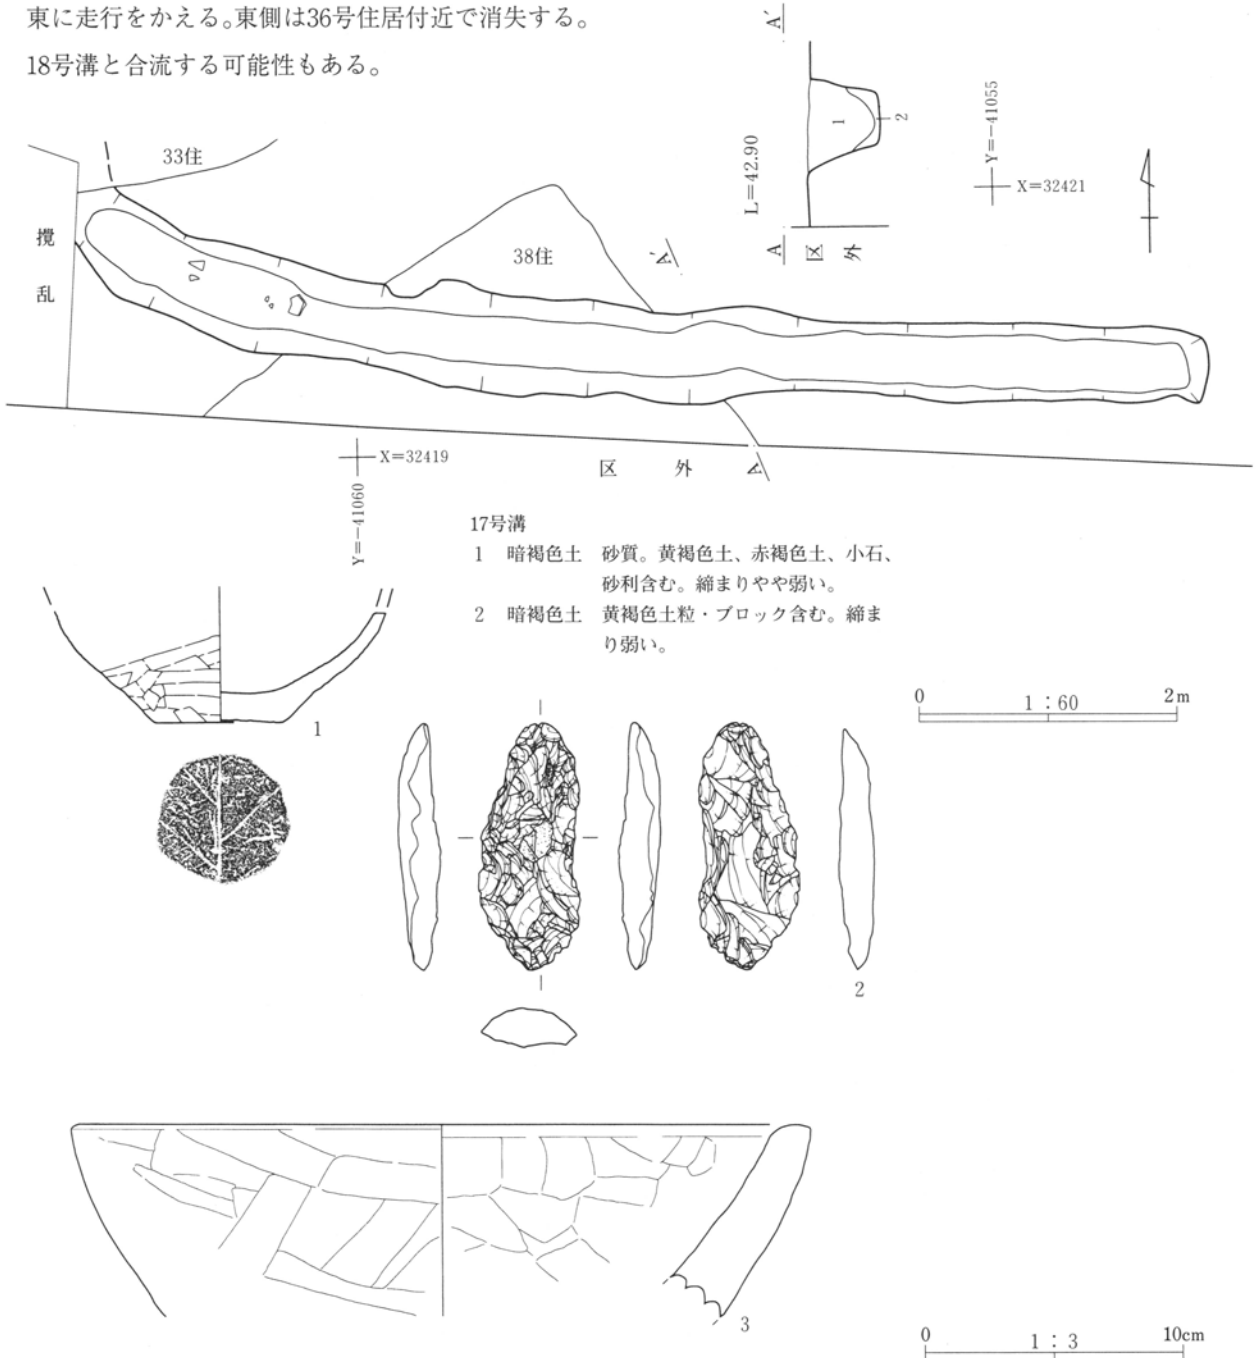 東に走行をかえる。東側は36号住居付近で消失する。
18号溝と合流する可能性もある。
A′
1
2
L=42.90
A
区外
Y=-41055
X=32421
33住
攪乱
38住
A′
X=32419
Y=-41060
区 外
A
17号溝
1 暗褐色土 砂質。黄褐色土、赤褐色土、小石、
砂利含む。締まりやや弱い。
2 暗褐色土 黄褐色土粒・ブロック含む。締ま
り弱い。
0 1:60 2m
1
2
3
0 1:3 10cm